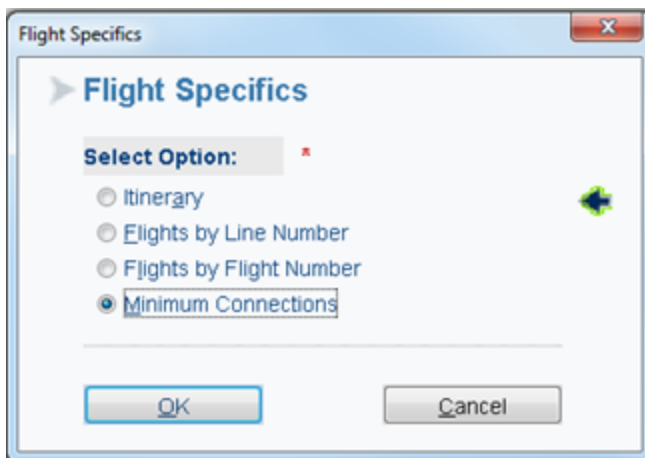 Flight Specifics
Flight Specifics
Select Option: *
Itinerary
Flights by Line Number
Flights by Flight Number
Minimum Connections
OK
Cancel